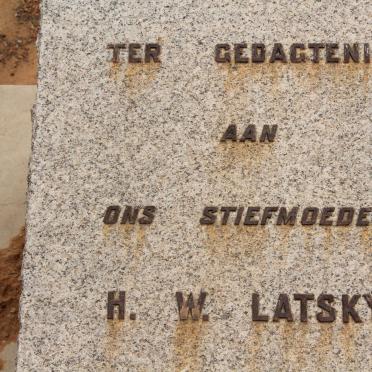 TER GEDAGTENI
AAN
ONS STIEFMOEDE
H. W. LATSKY